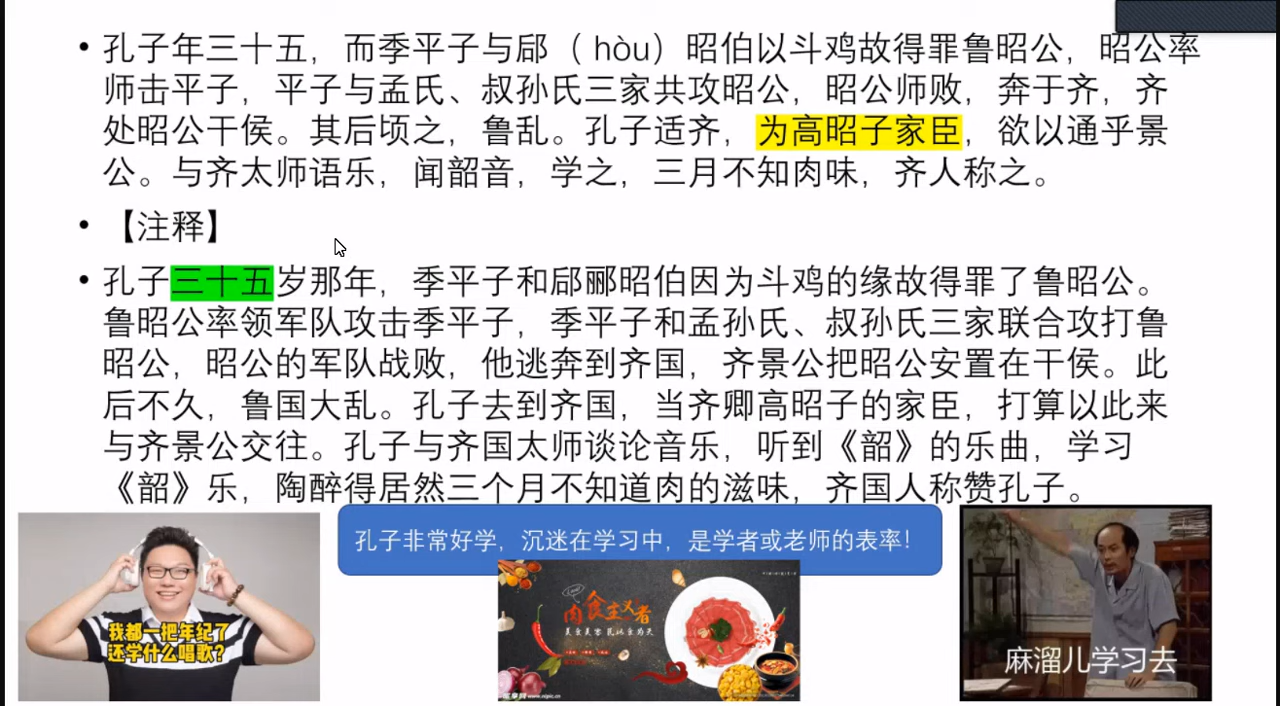 • 孔子年三十五，而季平子与郈（ hòu）昭伯以斗鸡故得罪鲁昭公，昭公率
师击平子，平子与孟氏、叔孙氏三家共攻昭公，昭公师败，奔于齐，齐
处昭公干侯。其后顷之，鲁乱。孔子适齐，为高昭子家臣，欲以通乎景
公。与齐太师语乐，闻韶音，学之，三月不知肉味，齐人称之。
• 【注释】
• 孔子三十五岁那年，季平子和郈郦昭伯因为斗鸡的缘故得罪了鲁昭公。
鲁昭公率领军队攻击季平子，季平子和孟孙氏、叔孙氏三家联合攻打鲁
昭公，昭公的军队战败，他逃奔到齐国，齐景公把昭公安置在干侯。此
后不久，鲁国大乱。孔子去到齐国，当齐卿高昭子的家臣，打算以此来
与齐景公交往。孔子与齐国太师谈论音乐，听到《韶》的乐曲，学习
《韶》乐，陶醉得居然三个月不知道肉的滋味，齐国人称赞孔子。
孔子非常好学，沉迷在学习中，是学者或老师的表率！
我都一把年纪了
还学什么唱歌？
肉食主义者
麻溜儿学习去